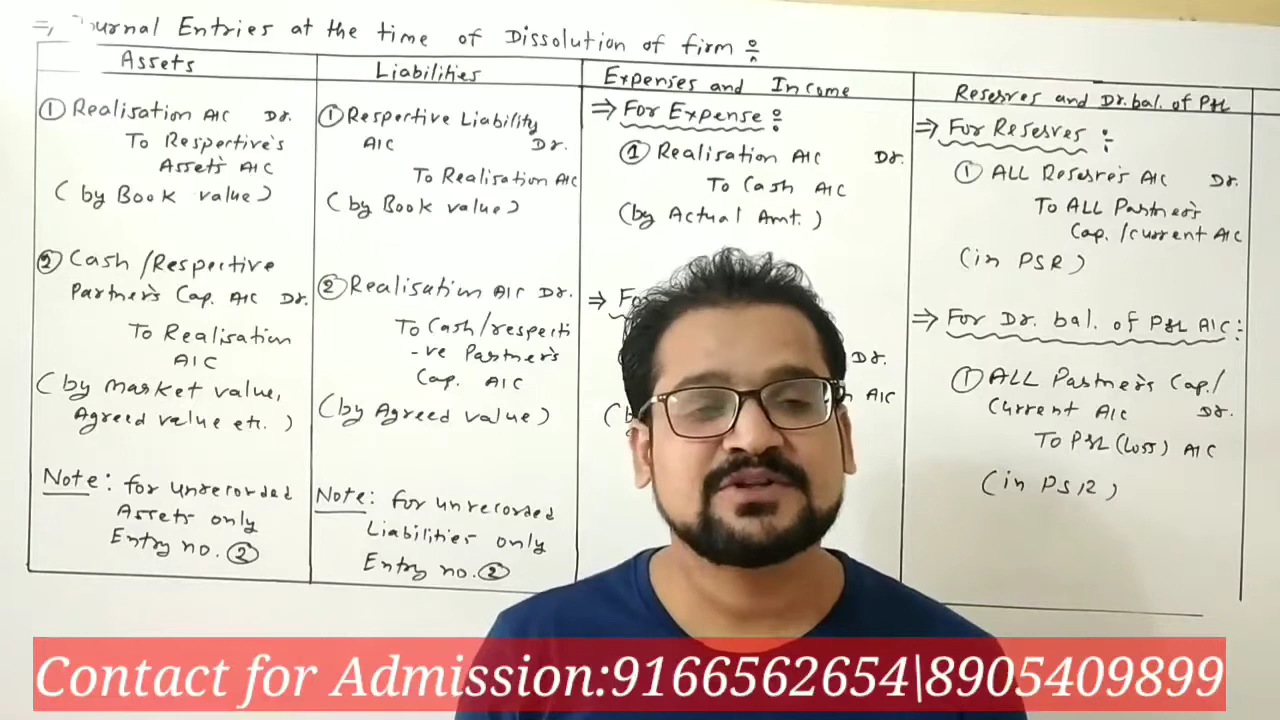 ⇒ Journal Entries at the time of Dissolution of firm :-
Assets
① Realisation A/C Dr.
To Respective's
Assets A/C
(by Book value)
② Cash /Respective
Partner's Cap. A/C Dr.
To Realisation
A/C
(by market value,
Agreed value etc.)
Note: for unrecorded
Assets only
Entry no. ②
Liabilities
① Respective Liability
A/C Dr.
To Realisation A/C
(by Book value)
② Realisation A/C Dr.
To Cash/respecti
-ve Partner's
Cap. A/C
(by Agreed value)
Note: for unrecorded
Liabilities only
Entry no. ②
Expenses and Income
⇒ For Expense :-
① Realisation A/C Dr.
To Cash A/C
(by Actual Amt.)
⇒ Fo
Dr.
A/C
(b
Reserves and Dr. bal. of P&L
⇒ For Reserves :-
① ALL Reserve's A/C Dr.
To ALL Partner's
Cap. /current A/C
(in PSR)
⇒ For Dr. bal. of P&L A/C:-
① ALL Partner's Cap./
Current A/C Dr.
To P&L (Loss) A/C
(in PSR)
Contact for Admission:9166562654\8905409899